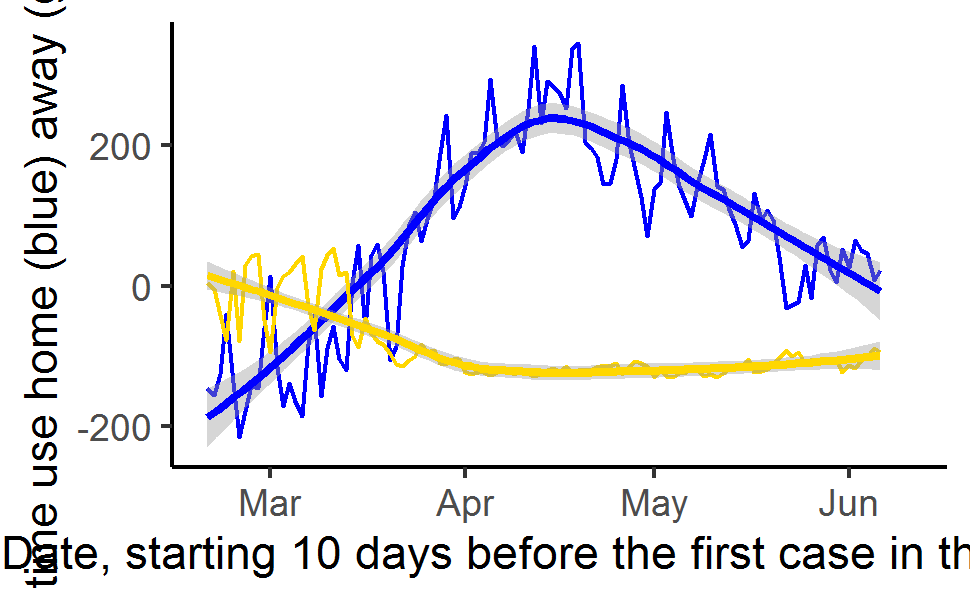 time use home (blue) away (
200
0
-200
Mar Apr May Jun
Date, starting 10 days before the first case in th